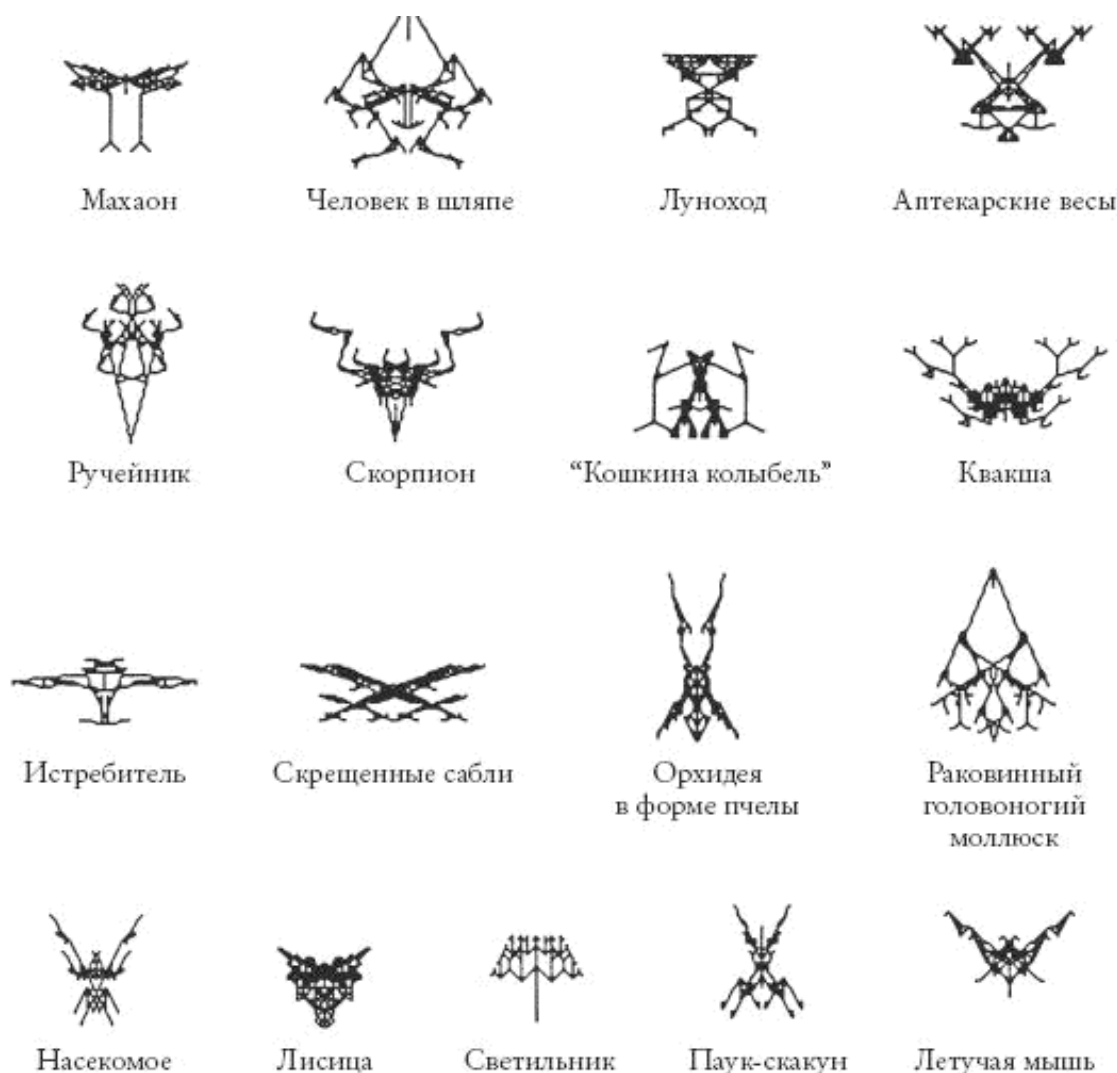 Махаон
Человек в шляпе
Луноход
Аптекарские весы
Ручейник
Скорпион
“Кошкина колыбель”
Квакша
Истребитель
Скрещенные сабли
Орхидея
в форме пчелы
Раковинный
головоногий
моллюск
Насекомое
Лисица
Светильник
Паук-скакун
Летучая мышь